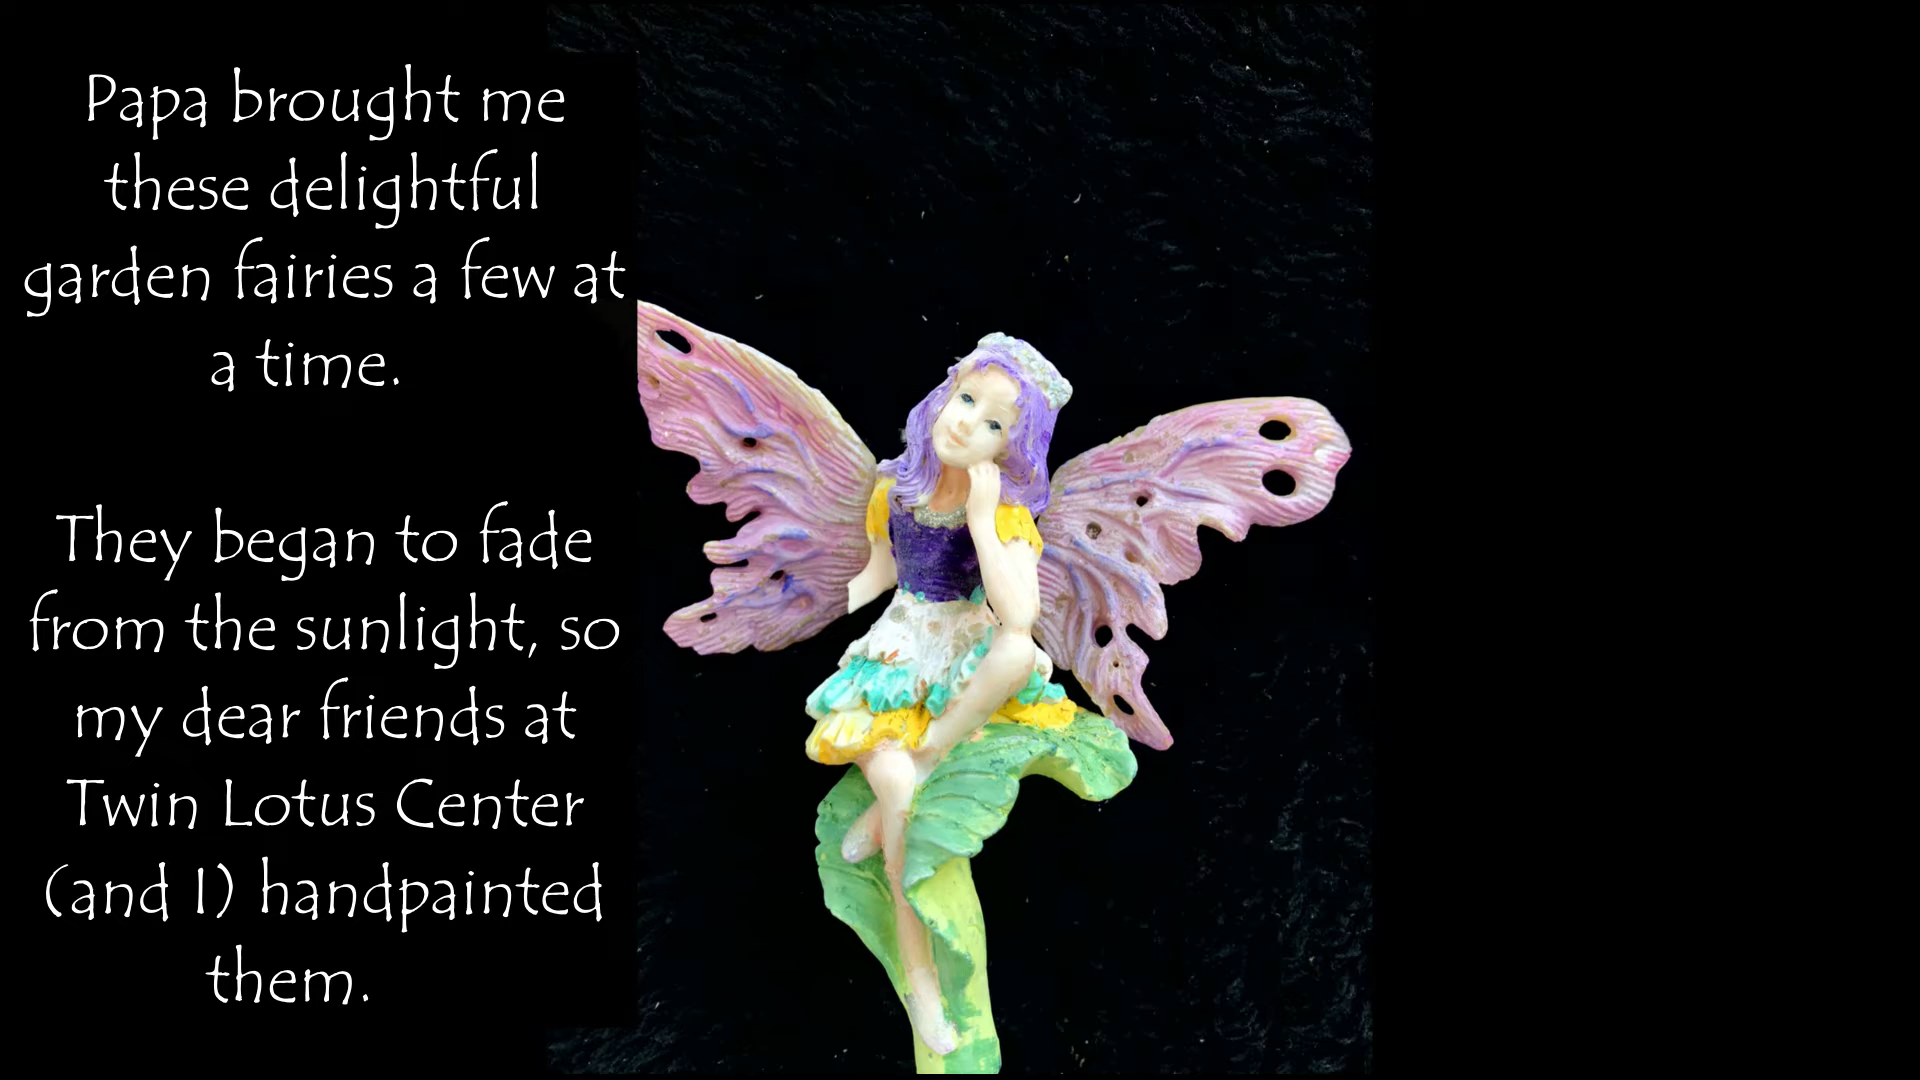 Papa brought me
these delightful
garden fairies a few at
a time.
They began to fade
from the sunlight, so
my dear friends at
Twin Lotus Center
(and I) handpainted
them.